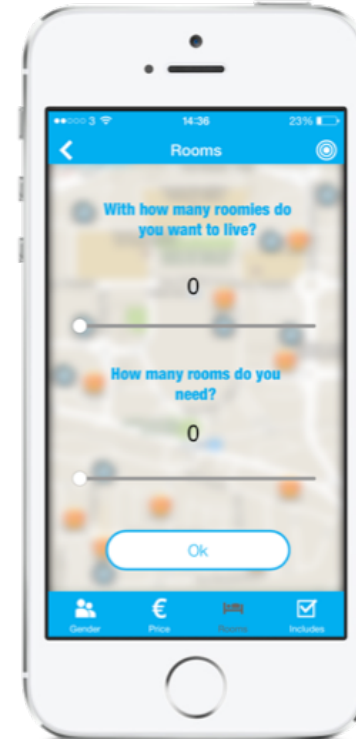 3 14:36 23%
Rooms
With how many roomies do
you want to live?
0
How many rooms do you
need?
0
Ok
Gender Price Rooms Includes